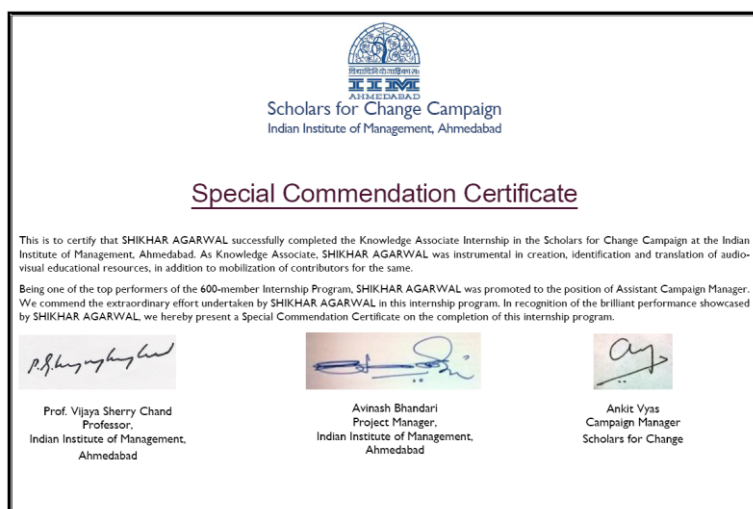 विद्याविनियोगाद्विकासः
IIM
AHMEDABAD
Scholars for Change Campaign
Indian Institute of Management, Ahmedabad
Special Commendation Certificate
This is to certify that SHIKHAR AGARWAL successfully completed the Knowledge Associate Internship in the Scholars for Change Campaign at the Indian
Institute of Management, Ahmedabad. As Knowledge Associate, SHIKHAR AGARWAL was instrumental in creation, identification and translation of audio-
visual educational resources, in addition to mobilization of contributors for the same.
Being one of the top performers of the 600-member Internship Program, SHIKHAR AGARWAL was promoted to the position of Assistant Campaign Manager.
We commend the extraordinary effort undertaken by SHIKHAR AGARWAL in this internship program. In recognition of the brilliant performance showcased
by SHIKHAR AGARWAL, we hereby present a Special Commendation Certificate on the completion of this internship program.
Prof. Vijaya Sherry Chand
Professor,
Indian Institute of Management,
Ahmedabad
Avinash Bhandari
Project Manager,
Indian Institute of Management,
Ahmedabad
Ankit Vyas
Campaign Manager
Scholars for Change